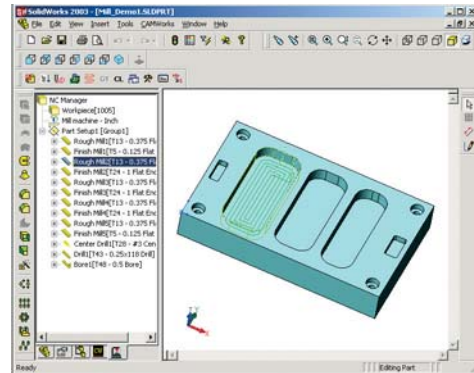 SolidWorks 2003 - [Mill_Demo1.SLDPRT]
File Edit View Insert Tools CAMWorks Window Help
NC Manager
Workpiece[1005]
Mill machine - Inch
Part Setup1 [Group1]
Rough Mill1[T13 - 0.375 Fl
Finish Mill1[T5 - 0.125 Flat
Rough Mill2[T13 - 0.375 Fl
Finish Mill2[T24 - 1 Flat End
Rough Mill3[T13 - 0.375 Fl
Finish Mill3[T24 - 1 Flat Enc
Rough Mill4[T13 - 0.375 Fl
Finish Mill4[T24 - 1 Flat Enc
Rough Mill5[T13 - 0.375 Fl
Finish Mill5[T5 - 0.125 Flat
Center Drill1[T28 - #3 Cen
Drill1[T43 - 0.25x118 Drill]
Bore1[T48 - 0.5 Bore]
Ready
Editing Part